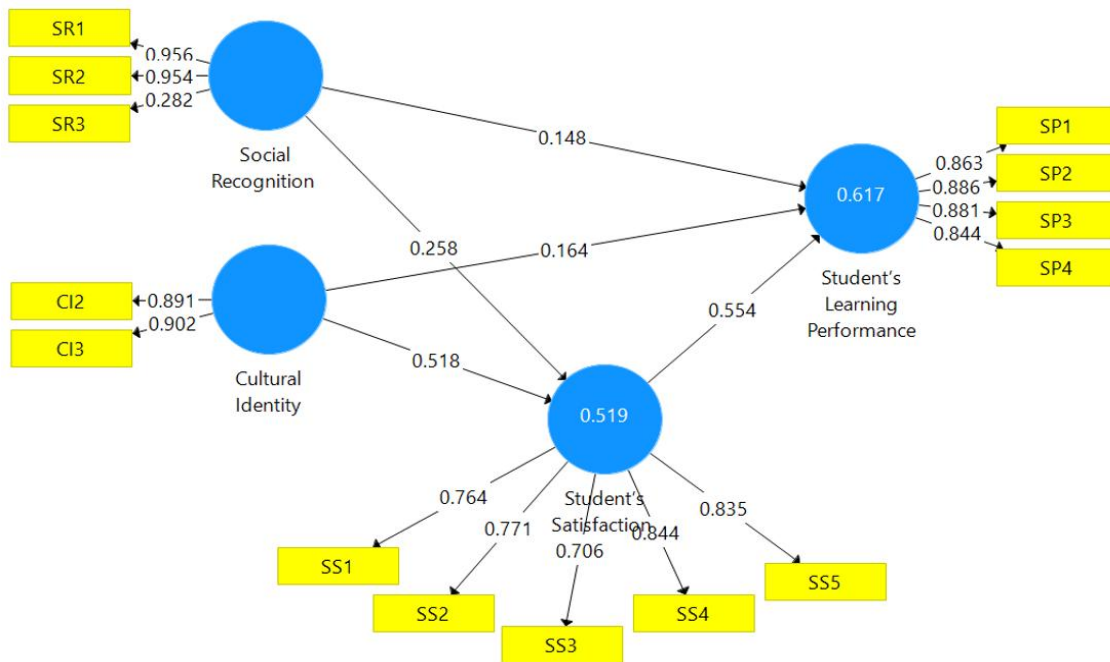 SR1
0.956
SR2
0.954
SR3
0.282
Social
Recognition
0.148
SP1
0.863
SP2
0.886
SP3
0.881
SP4
0.844
0.617
Student's
Learning
Performance
0.258
0.164
CI2
0.891
CI3
0.902
Cultural
Identity
0.518
0.554
0.519
Student's
Satisfaction
0.764
0.771
0.706
0.844
0.835
SS1
SS2
SS3
SS4
SS5